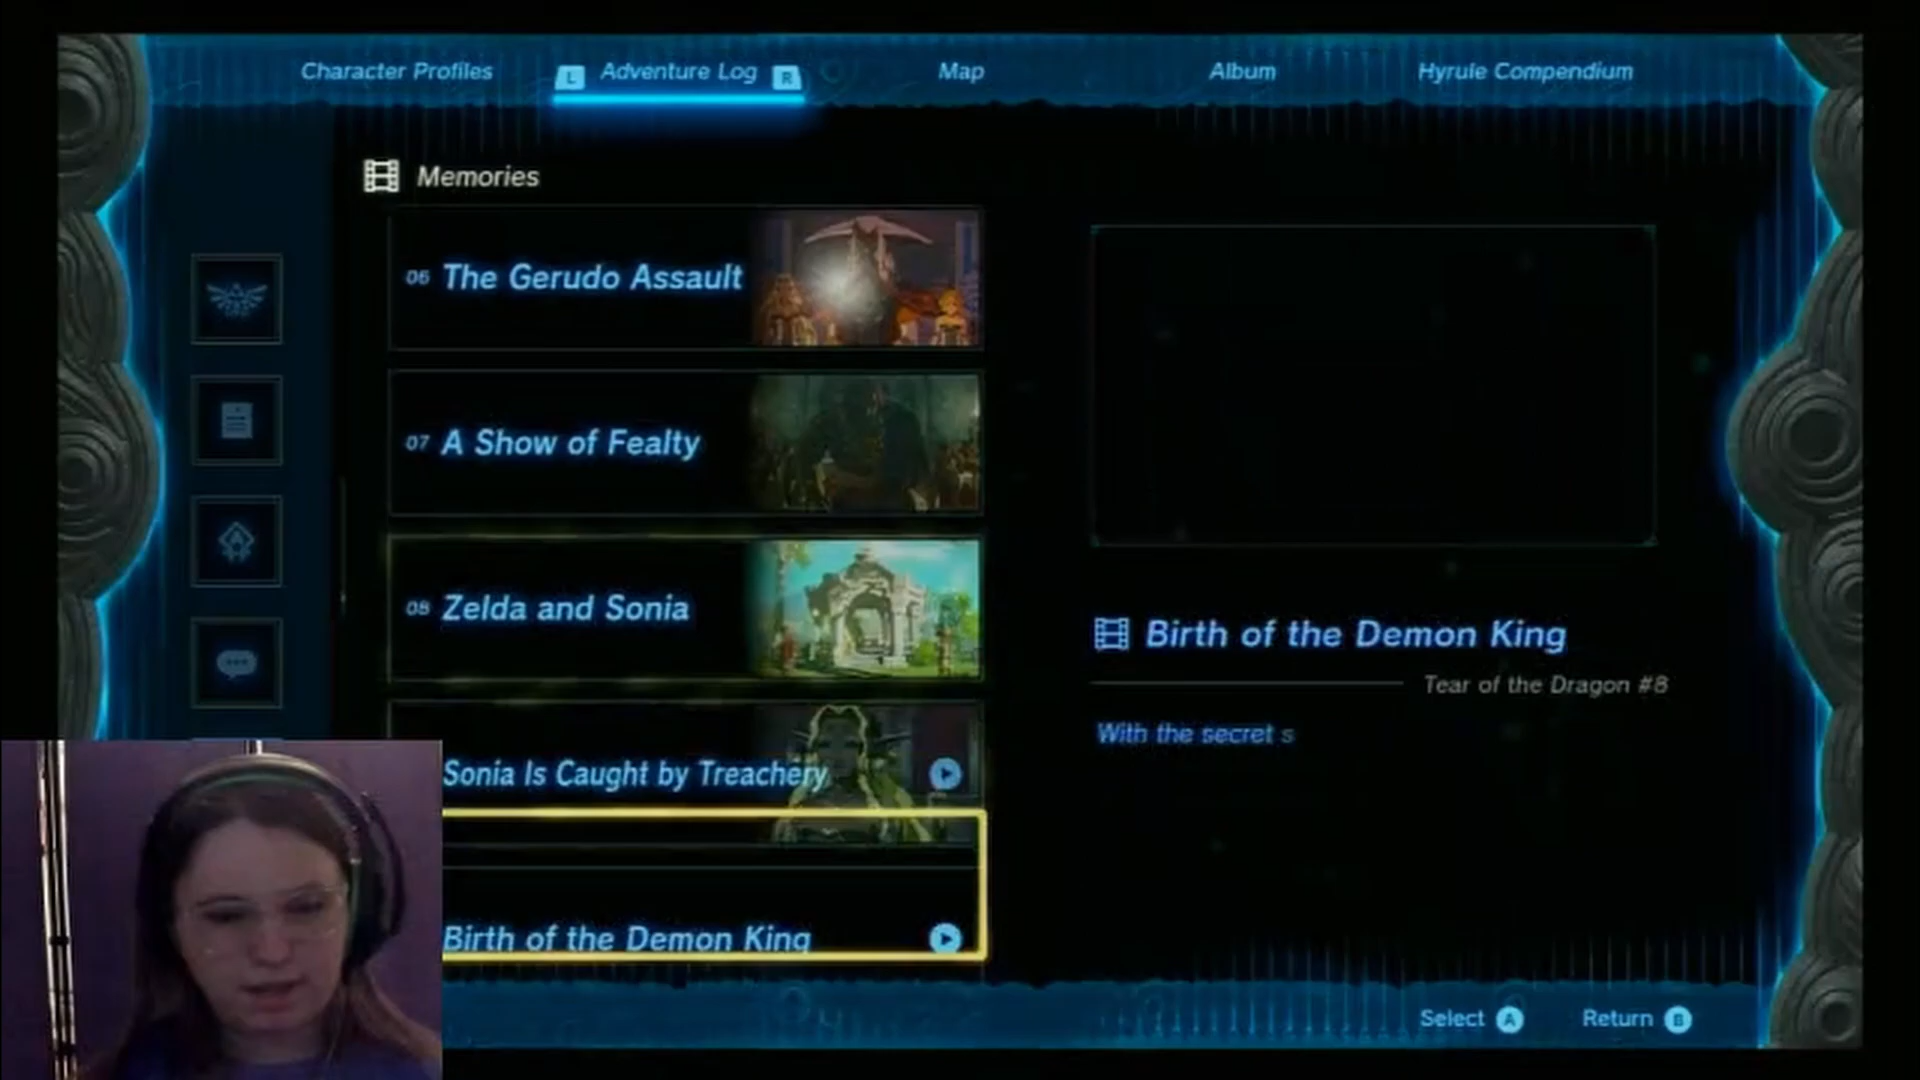 Character Profiles
L Adventure Log R
Map
Album
Hyrule Compendium
Memories
06 The Gerudo Assault
07 A Show of Fealty
08 Zelda and Sonia
Sonia Is Caught by Treachery
Birth of the Demon King
Birth of the Demon King
Tear of the Dragon #8
With the secret s
Select A
Return B